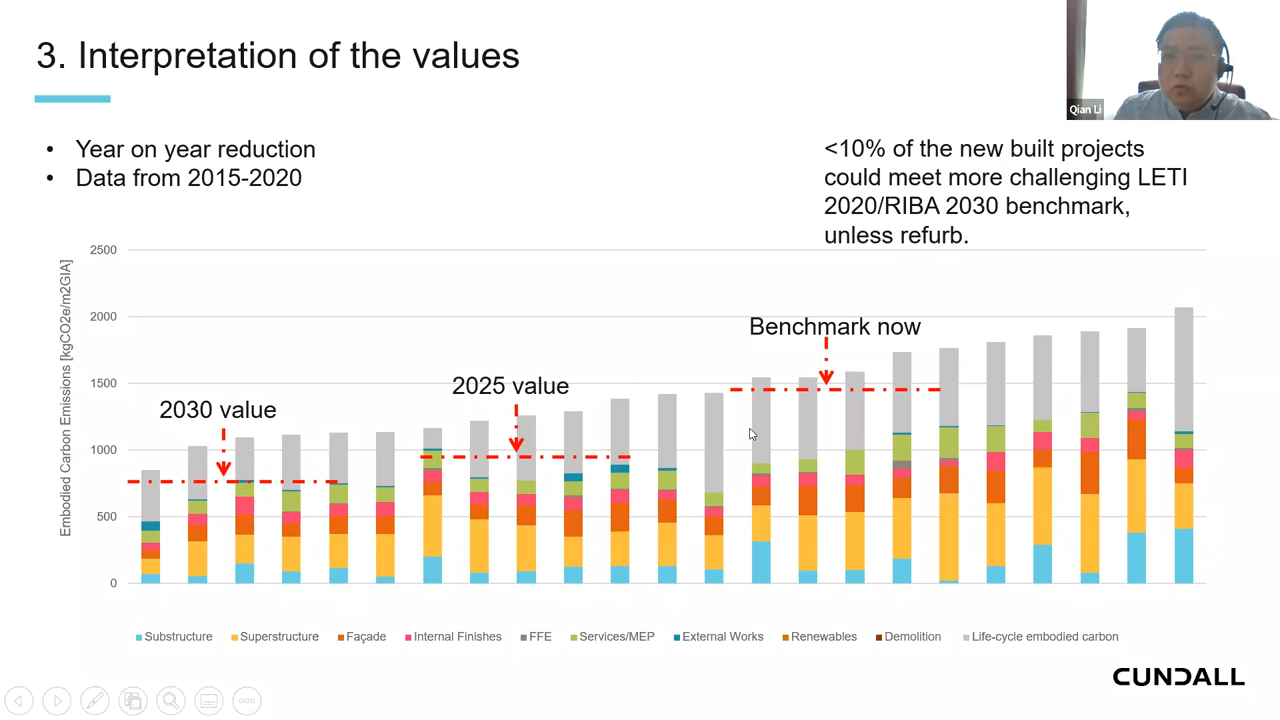 3. Interpretation of the values
Qian Li
• Year on year reduction
• Data from 2015-2020
<10% of the new built projects
could meet more challenging LETI
2020/RIBA 2030 benchmark,
unless refurb.
Embodied Carbon Emissions [kgCO2e/m2GIA]
2500
2000
1500
1000
500
0
2030 value
2025 value
Benchmark now
Substructure
Superstructure
Façade
Internal Finishes
FFE
Services/MEP
External Works
Renewables
Demolition
Life-cycle embodied carbon
CUNDALL